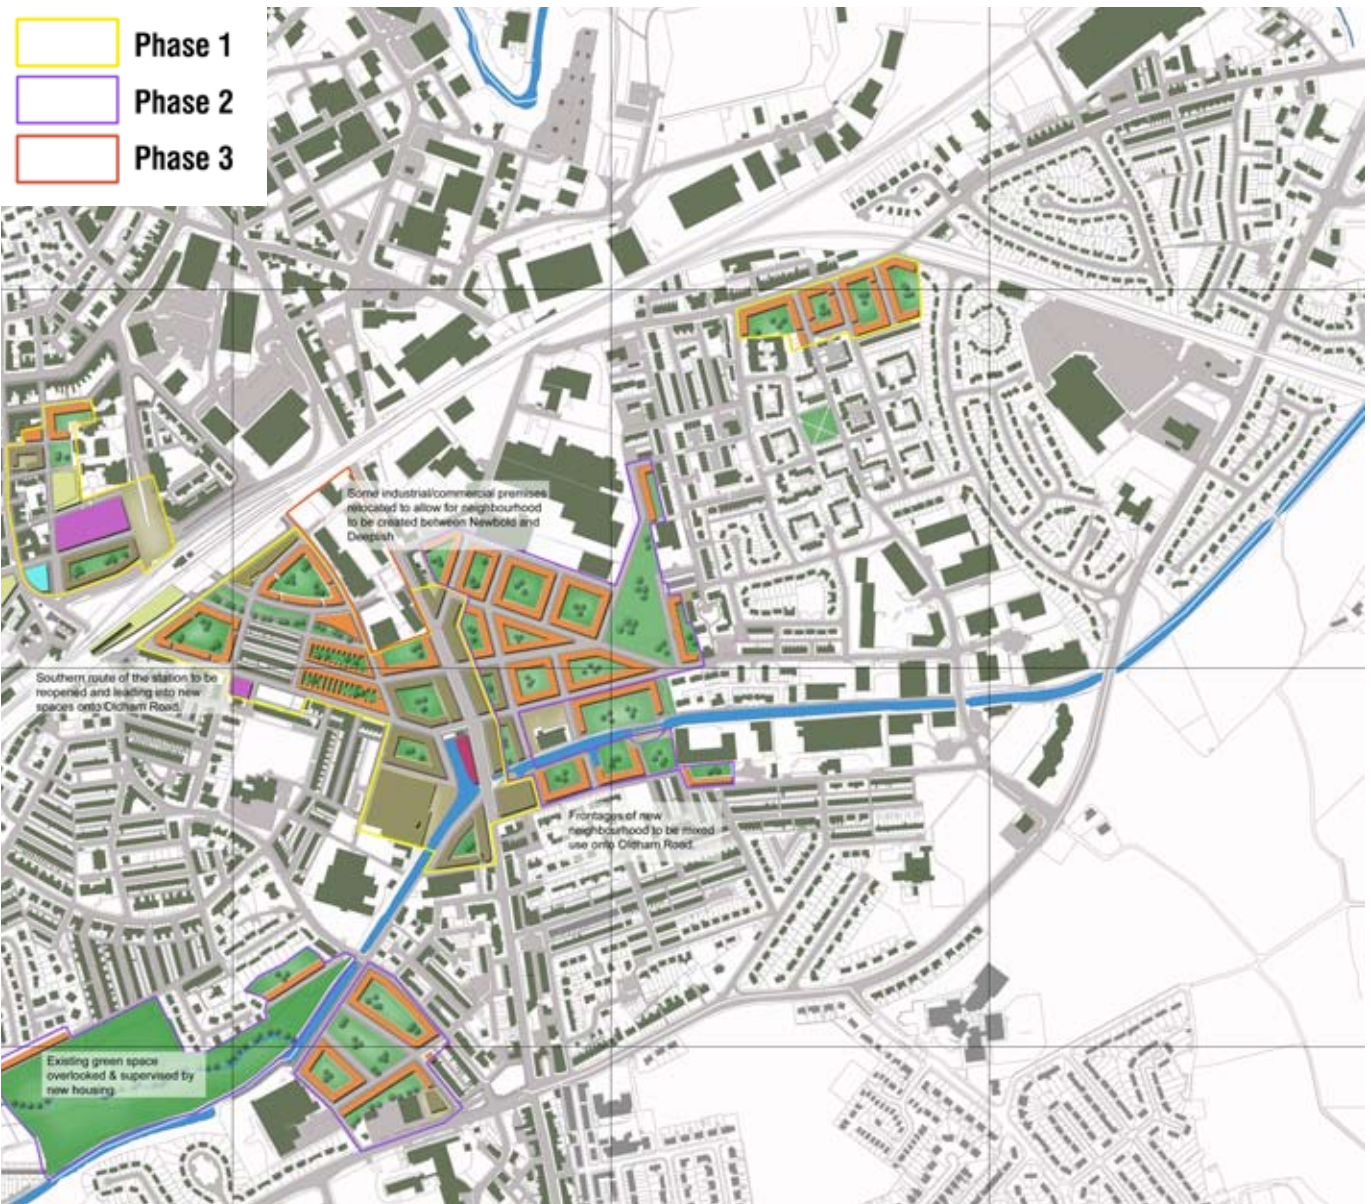 Phase 1
Phase 2
Phase 3
Some industrial/commercial premises
relocated to allow for neighbourhood
to be created between Newbold and
Deeplish
Southern route of the station to be
reopened and leading into new
spaces onto Oldham Road.
Frontages of new
neighbourhood to be mixed
use onto Oldham Road.
Existing green space
overlooked & supervised by
new housing.